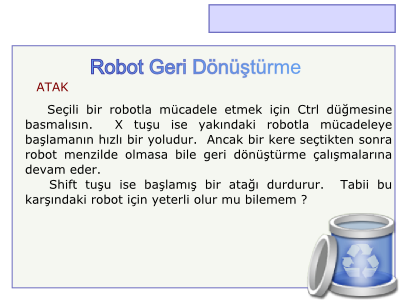 Robot Geri Dönüştürme
ATAK
Seçili bir robotla mücadele etmek için Ctrl düğmesine
basmalısın. X tuşu ise yakındaki robotla mücadeleye
başlamanın hızlı bir yoludur. Ancak bir kere seçtikten sonra
robot menzilde olmasa bile geri dönüştürme çalışmalarına
devam eder.
Shift tuşu ise başlamış bir atağı durdurur. Tabii bu
karşındaki robot için yeterli olur mu bilemem ?